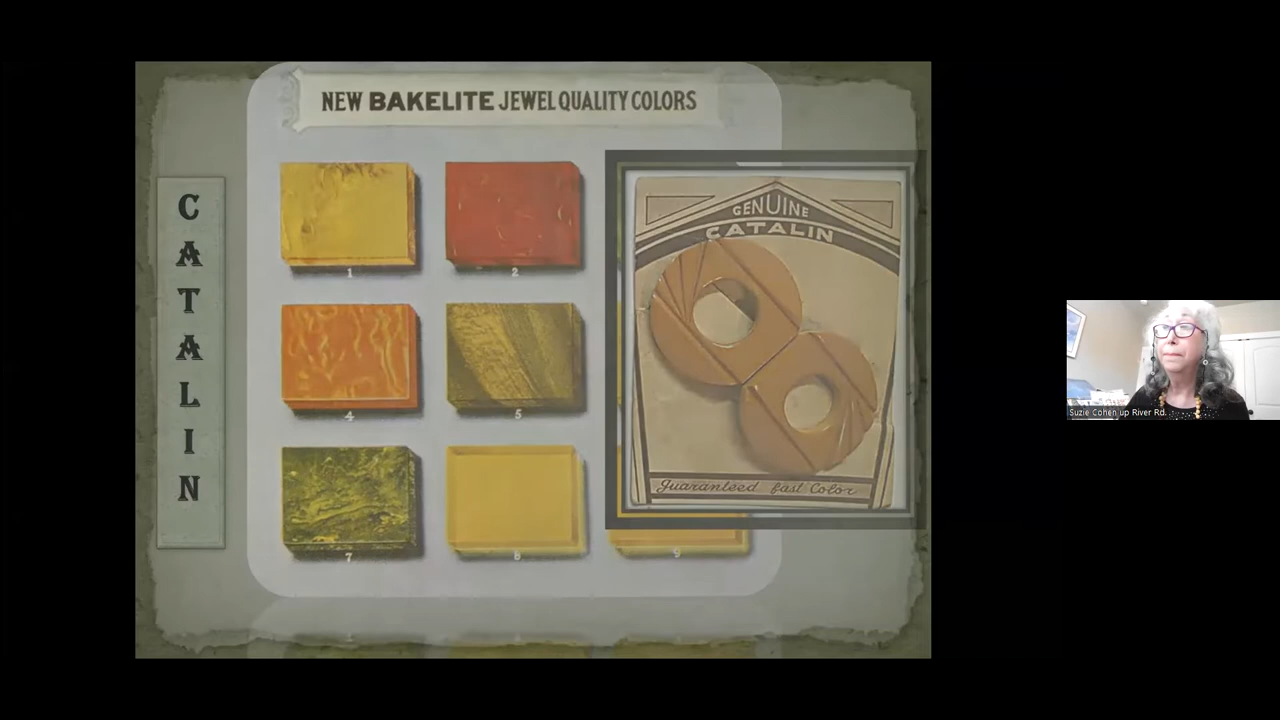 NEW BAKELITE JEWEL QUALITY COLORS
CATALIN
1
2
GENUINE
CATALIN
4
5
Guaranteed fast Color
7
8
9
Suzie Cohen up River Rd.